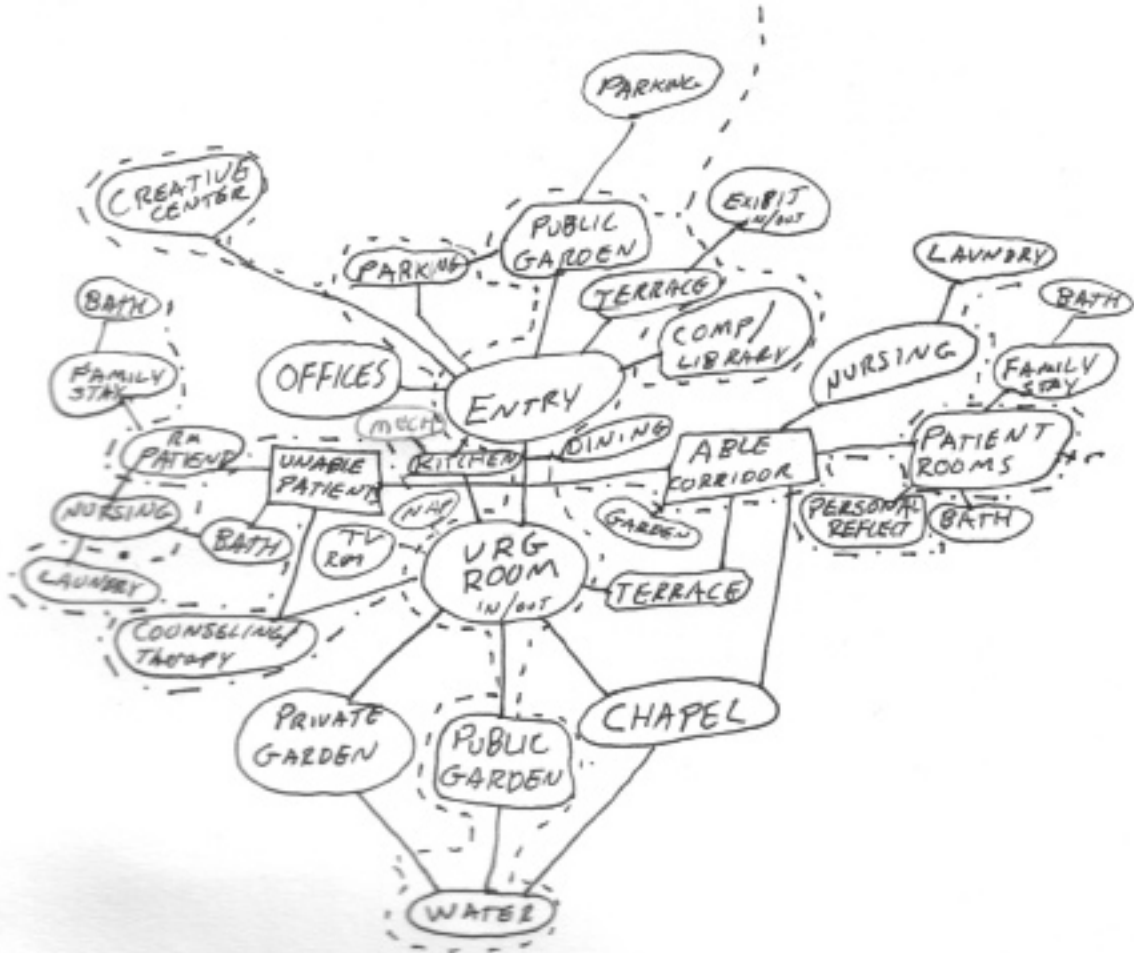 PARKING
CREATIVE
CENTER
EXIBIT
IN/OUT
PUBLIC
GARDEN
PARKING
LAUNDRY
TERRACE
BATH
BATH
COMP/
LIBRARY
NURSING
FAMILY
STAY
FAMILY
STAY
OFFICES
ENTRY
MECH
DINING
ABLE
CORRIDOR
PATIENT
ROOMS
RM
PATIENT
UNABLE
PATIENT
KITCHEN
NURSING
NAP
GARDEN
PERSONAL
REFLECT
BATH
BATH
TV
RM
URG
ROOM
IN/OUT
LAUNDRY
TERRACE
COUNSELING/
THERAPY
PRIVATE
GARDEN
PUBLIC
GARDEN
CHAPEL
WATER